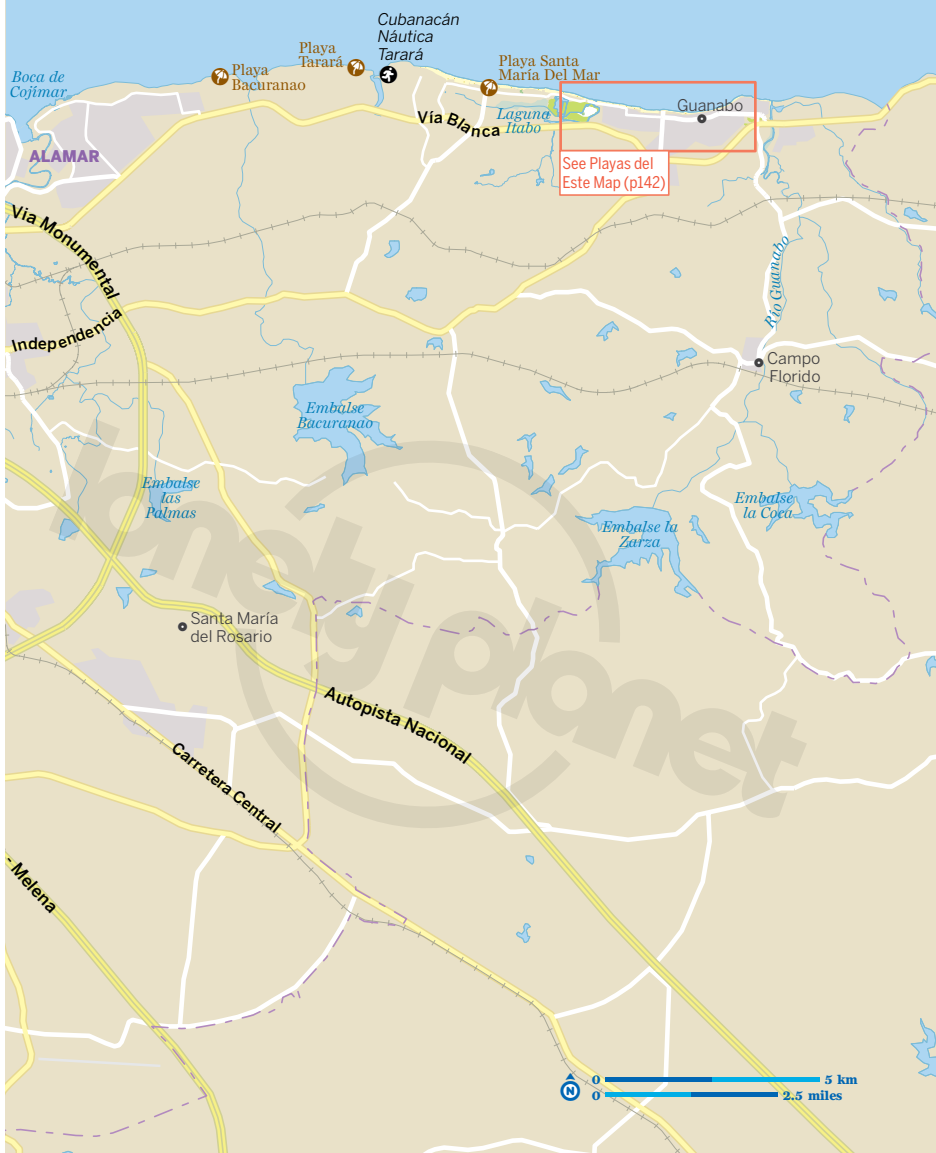 Cubanacán
Náutica
Tarará
Playa
Tarará
Playa Santa
María Del Mar
Boca de
Cojímar
Playa
Bacuranao
Guanabo
Laguna
Itabo
Vía Blanca
ALAMAR
See Playas del
Este Map (p142)
Vía Monumental
Río Guanabo
Independencia
Campo
Florido
Embalse
Bacuranao
Embalse
las
Palmas
Embalse
la Coca
Embalse la
Zarza
Santa María
del Rosario
lonely planet
Autopista Nacional
Carretera Central
- Melena
N
0 5 km
0 2.5 miles